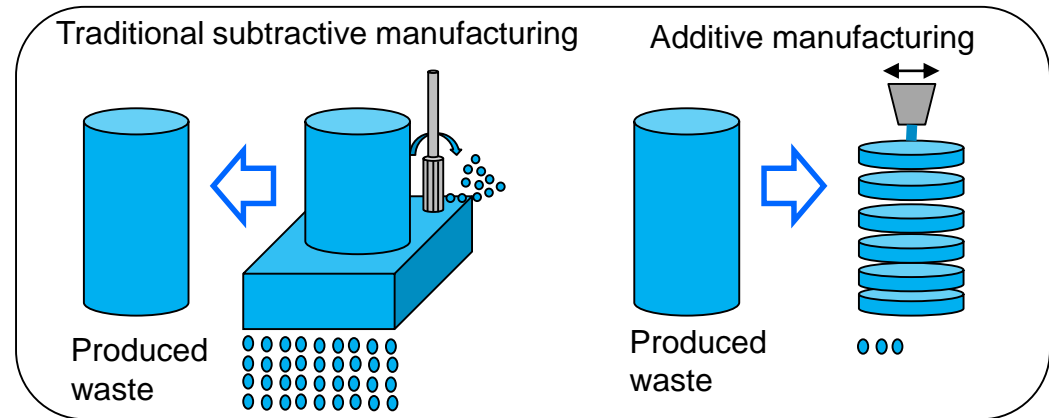 Traditional subtractive manufacturing
Additive manufacturing
Produced
waste
Produced
waste